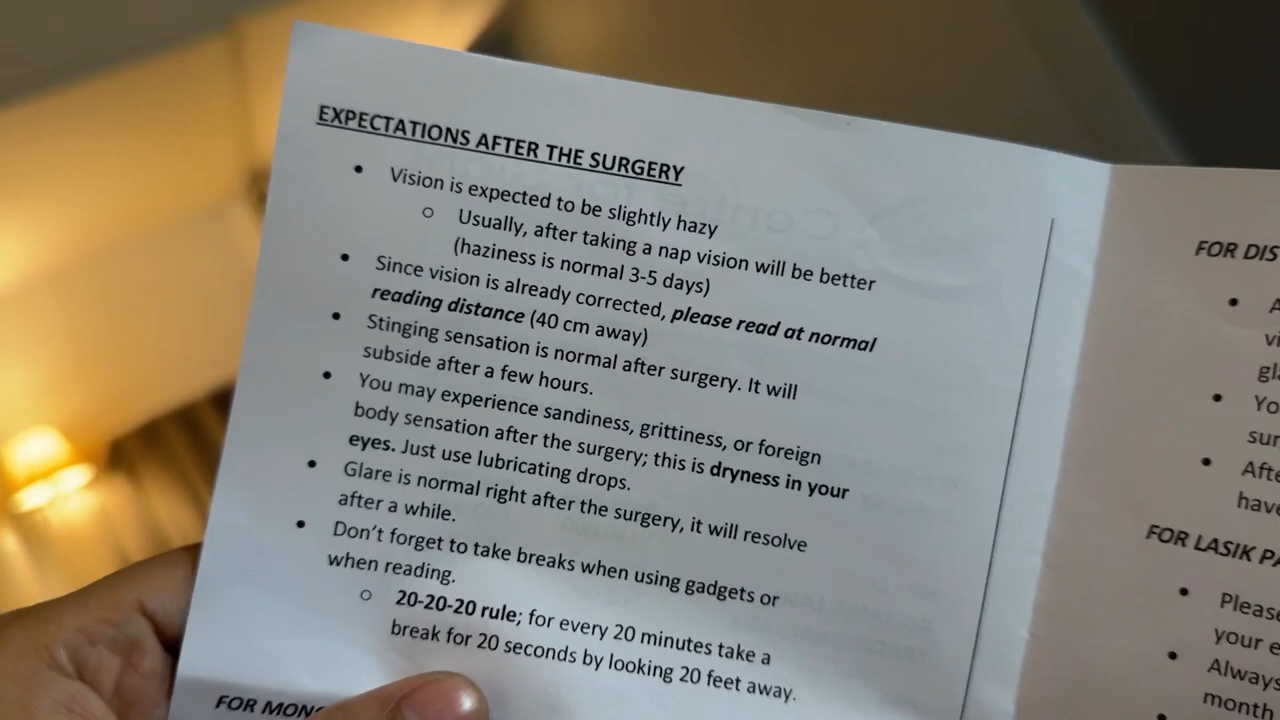 EXPECTATIONS AFTER THE SURGERY
• Vision is expected to be slightly hazy
○ Usually, after taking a nap vision will be better
(haziness is normal 3-5 days)
• Since vision is already corrected, please read at normal
reading distance (40 cm away)
• Stinging sensation is normal after surgery. It will
subside after a few hours.
• You may experience sandiness, grittiness, or foreign
body sensation after the surgery; this is dryness in your
eyes. Just use lubricating drops.
• Glare is normal right after the surgery, it will resolve
after a while.
• Don't forget to take breaks when using gadgets or
when reading.
○ 20-20-20 rule; for every 20 minutes take a
break for 20 seconds by looking 20 feet away.
FOR
FOR
FOR LASIK
•
your
• Always
month